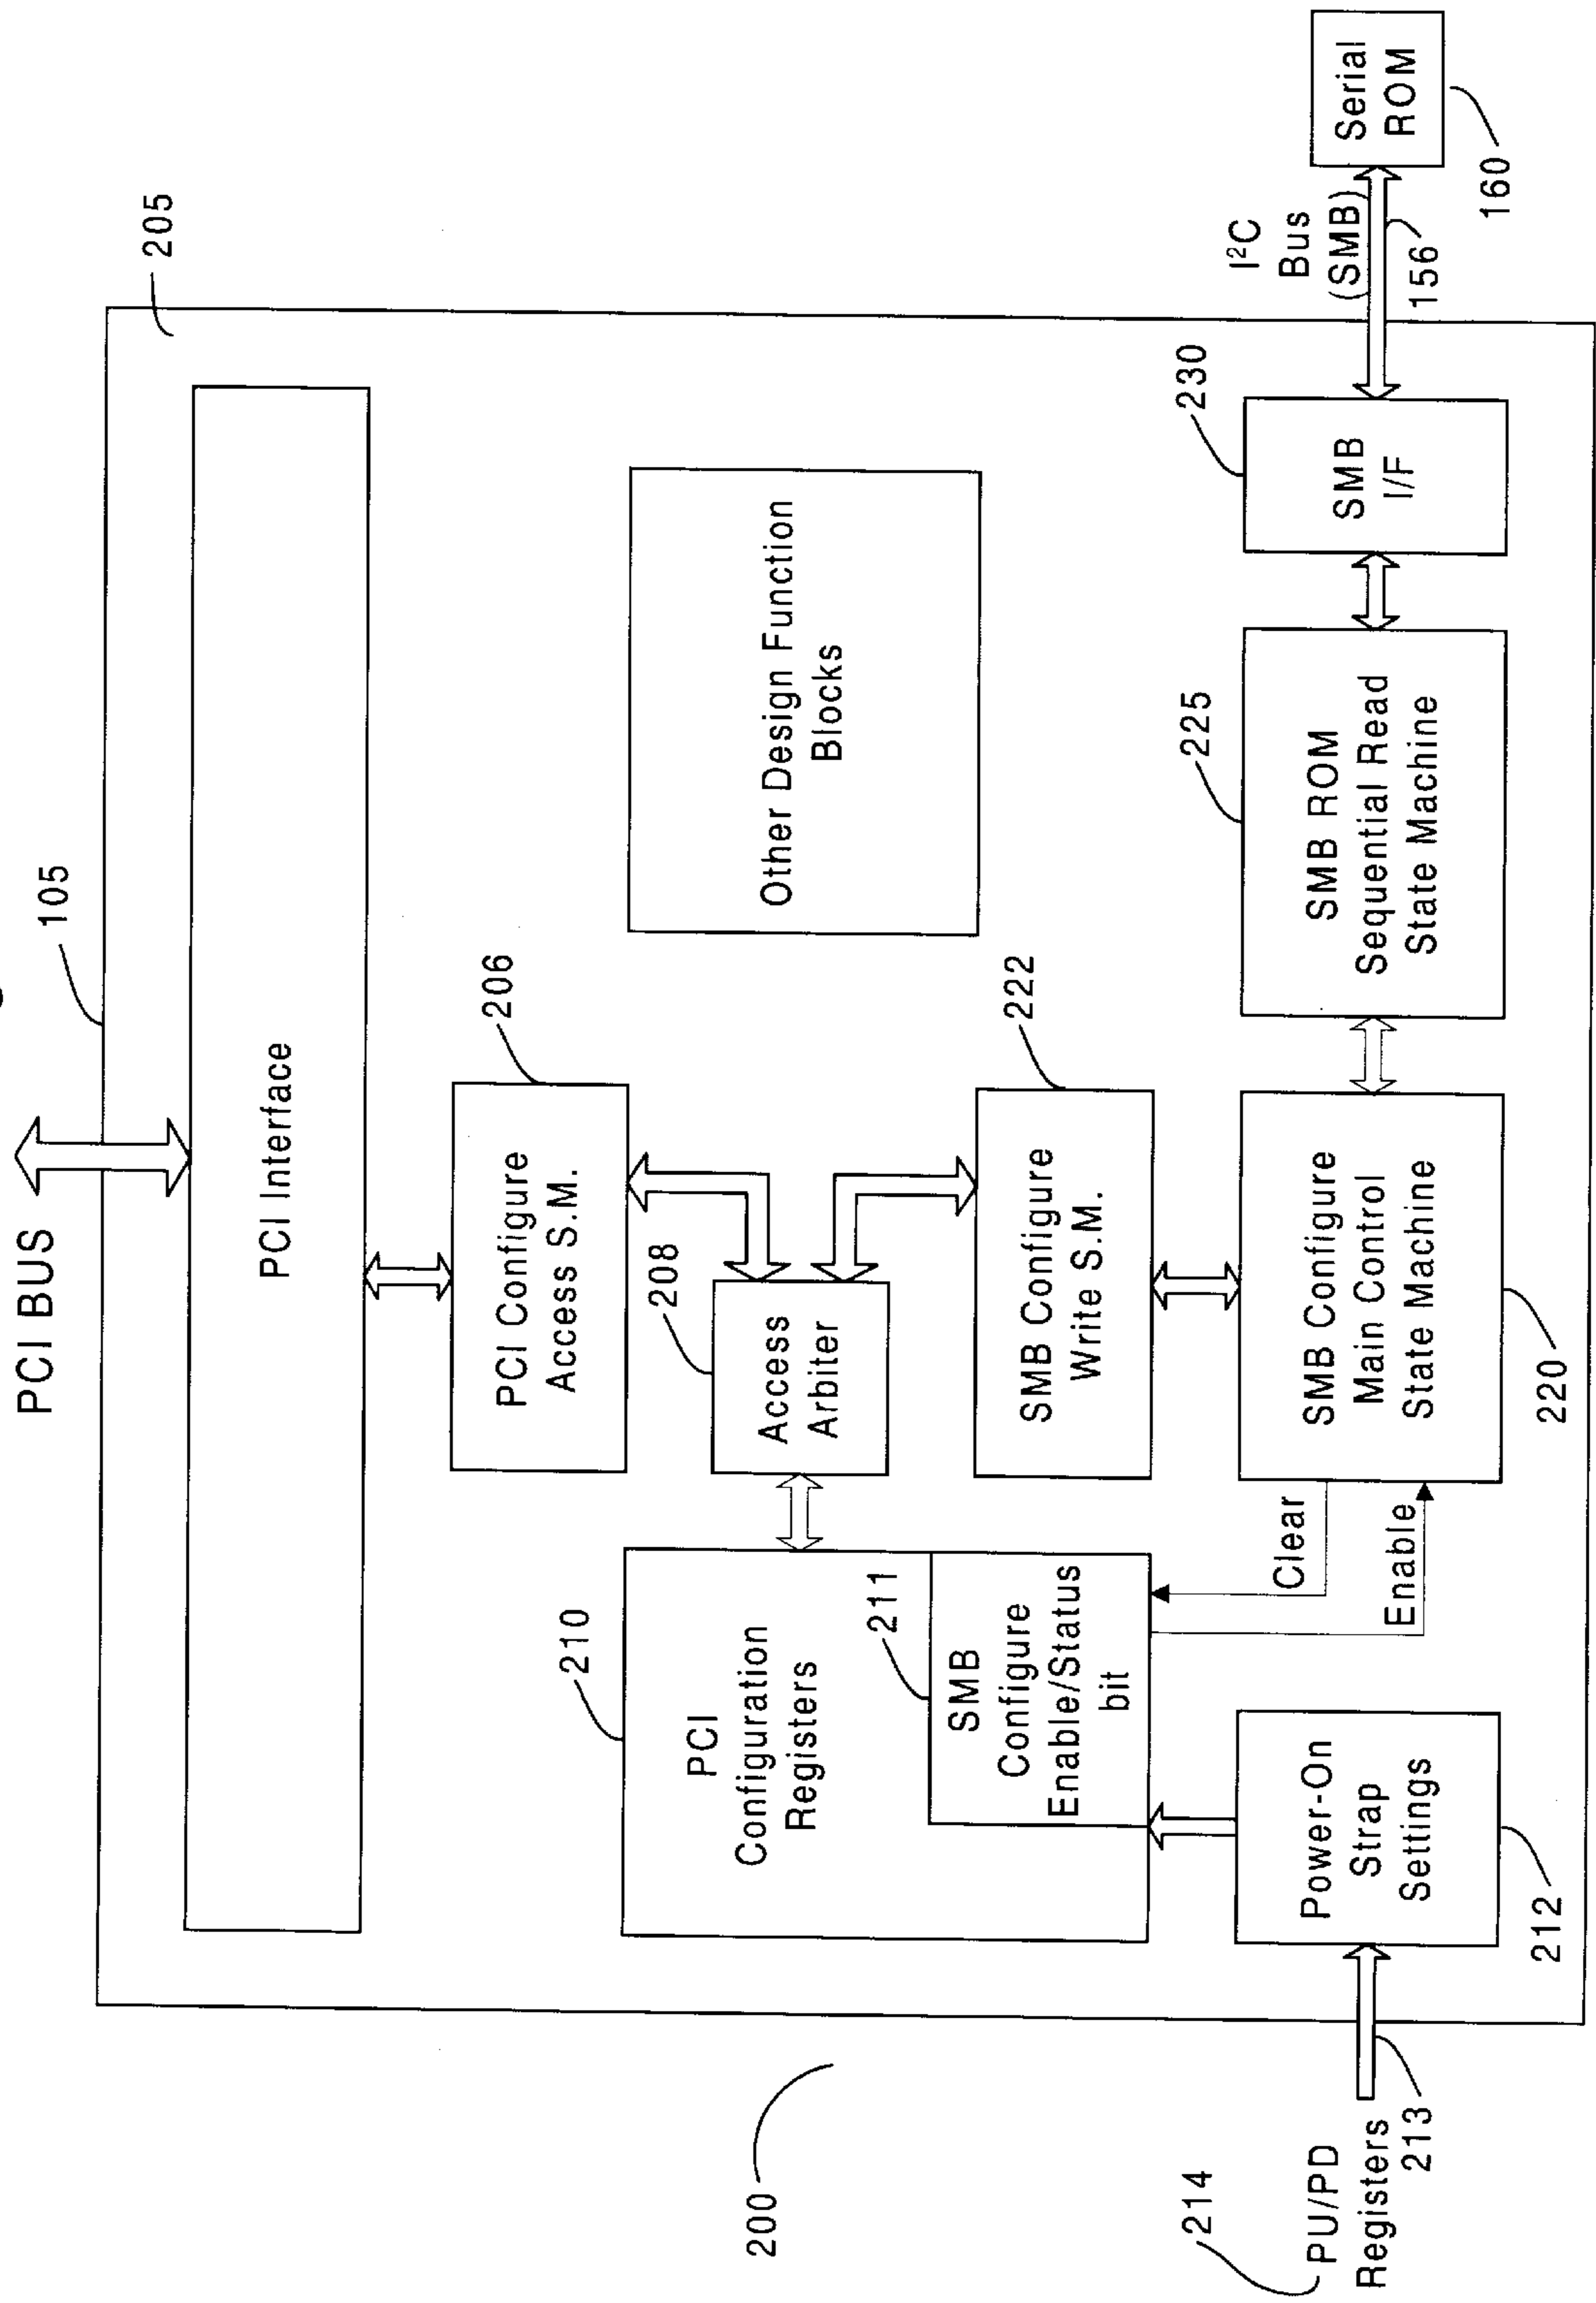 PCI BUS
105
205
PCI Interface
206
PCI Configure
Access S.M.
Other Design Function
Blocks
208
Access
Arbiter
210
PCI
Configuration
Registers
211
SMB
Configure
Enable/Status
bit
222
SMB Configure
Write S.M.
Clear
Enable
SMB Configure
Main Control
State Machine
220
225
SMB ROM
Sequential Read
State Machine
230
SMB
I/F
I²C
Bus
(SMB)
156
Serial
ROM
160
Power-On
Strap
Settings
212
200
214
PU/PD
Registers
213